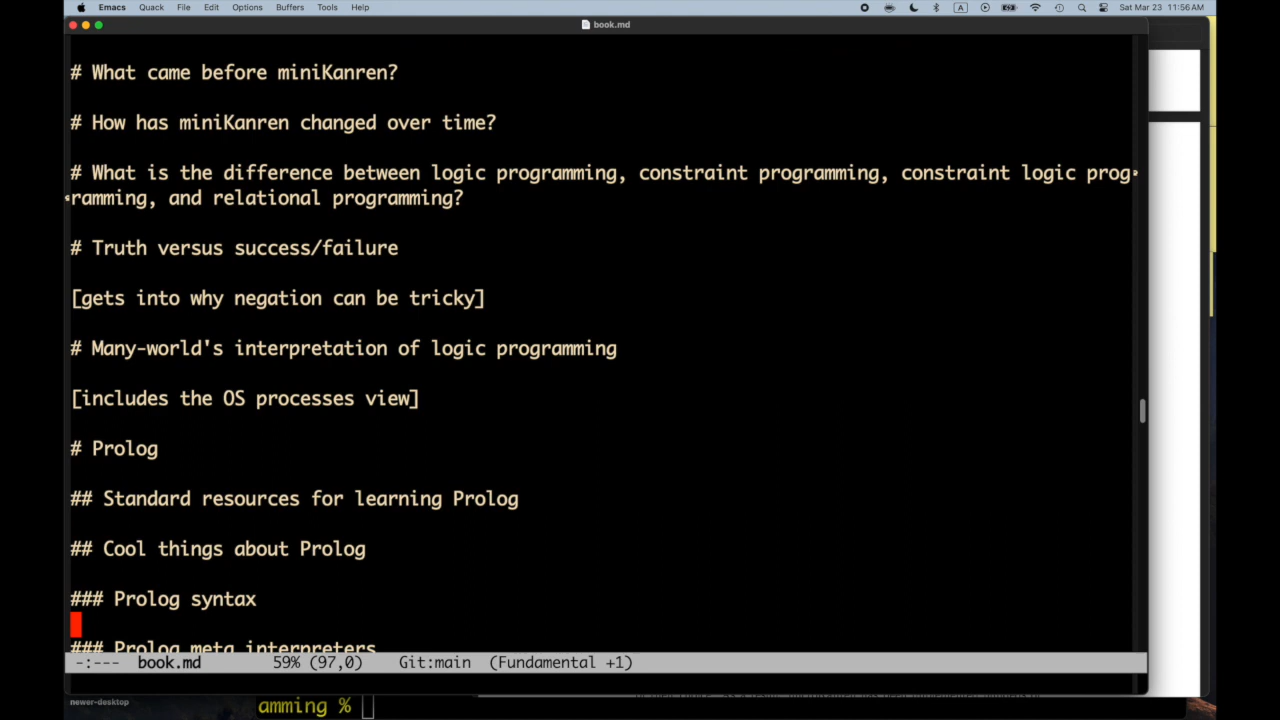 Emacs Quack File Edit Options Buffers Tools Help
Sat Mar 23 11:56 AM
book.md
# What came before miniKanren?
# How has miniKanren changed over time?
# What is the difference between logic programming, constraint programming, constraint logic prog
ramming, and relational programming?
# Truth versus success/failure
[gets into why negation can be tricky]
# Many-world's interpretation of logic programming
[includes the OS processes view]
# Prolog
## Standard resources for learning Prolog
## Cool things about Prolog
### Prolog syntax
### Prolog meta interpreters
-:--- book.md 59% (97,0) Git:main (Fundamental +1)
newer-desktop
amming %